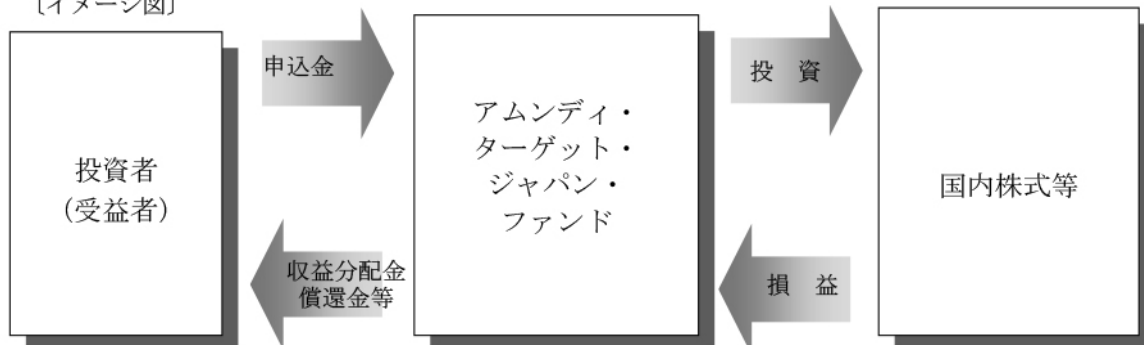 〔イメージ図〕
投資者
(受益者)
申込金
収益分配金
償還金等
アムンディ・
ターゲット・
ジャパン・
ファンド
投　資
損　益
国内株式等